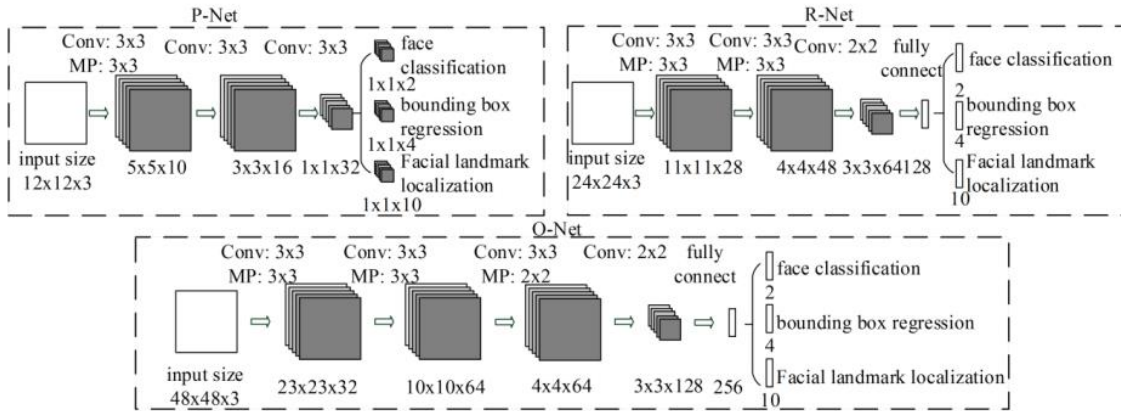 P-Net
Conv: 3x3 Conv: 3x3 Conv: 3x3
MP: 3x3
face
classification
1x1x2
bounding box
regression
1x1x4
Facial landmark
localization
1x1x10
input size
12x12x3
5x5x10
3x3x16
1x1x32
R-Net
Conv: 3x3 Conv: 3x3 Conv: 2x2 fully
MP: 3x3 MP: 3x3 connect
face classification
2
bounding box
regression
4
Facial landmark
localization
10
input size
24x24x3
11x11x28
4x4x48
3x3x64
128
O-Net
Conv: 3x3 Conv: 3x3 Conv: 3x3 Conv: 2x2 fully
MP: 3x3 MP: 3x3 MP: 2x2 connect
face classification
2
bounding box regression
4
Facial landmark localization
10
input size
48x48x3
23x23x32
10x10x64
4x4x64
3x3x128
256